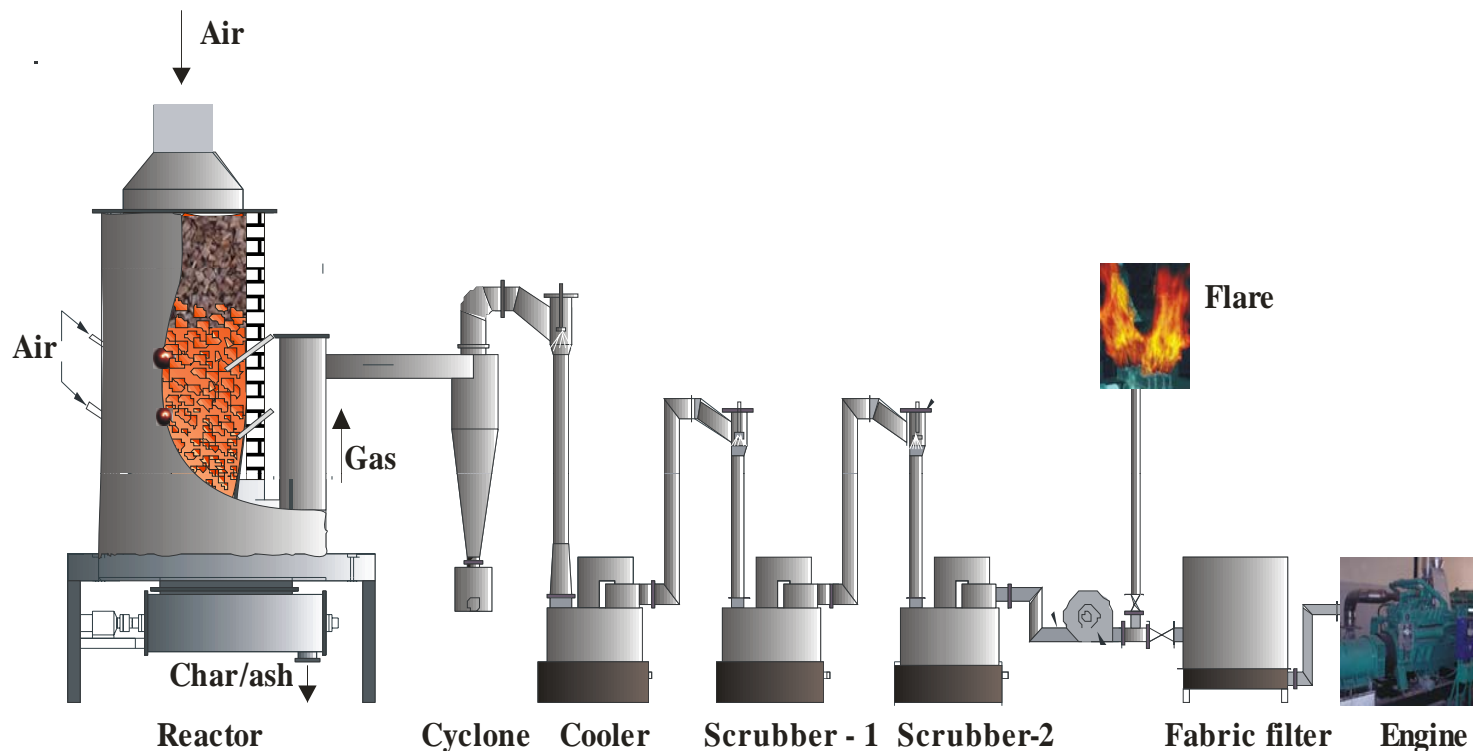 Air
Flare
Air
Gas
Char/ash
Reactor
Cyclone
Cooler
Scrubber - 1
Scrubber-2
Fabric filter
Engine